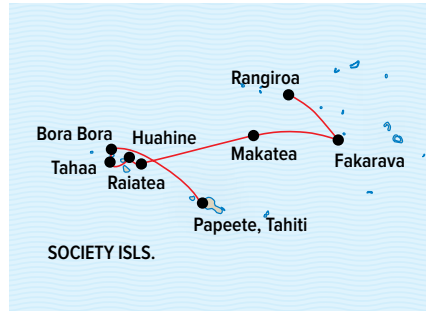 Rangiroa
Bora Bora
Huahine
Makatea
Fakarava
Tahaa
Raiatea
Papeete, Tahiti
SOCIETY ISLS.